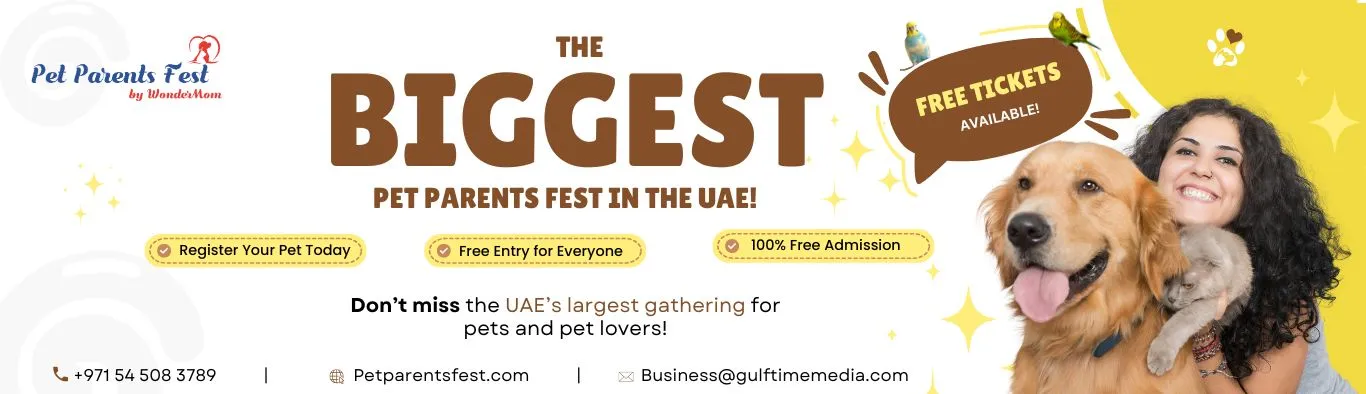 Pet Parents Fest
by WonderMom
THE
BIGGEST
PET PARENTS FEST IN THE UAE!
FREE TICKETS
AVAILABLE!
Register Your Pet Today
Free Entry for Everyone
100% Free Admission
Don't miss the UAE's largest gathering for
pets and pet lovers!
+971 54 508 3789 | Petparentsfest.com | Business@gulftimemedia.com